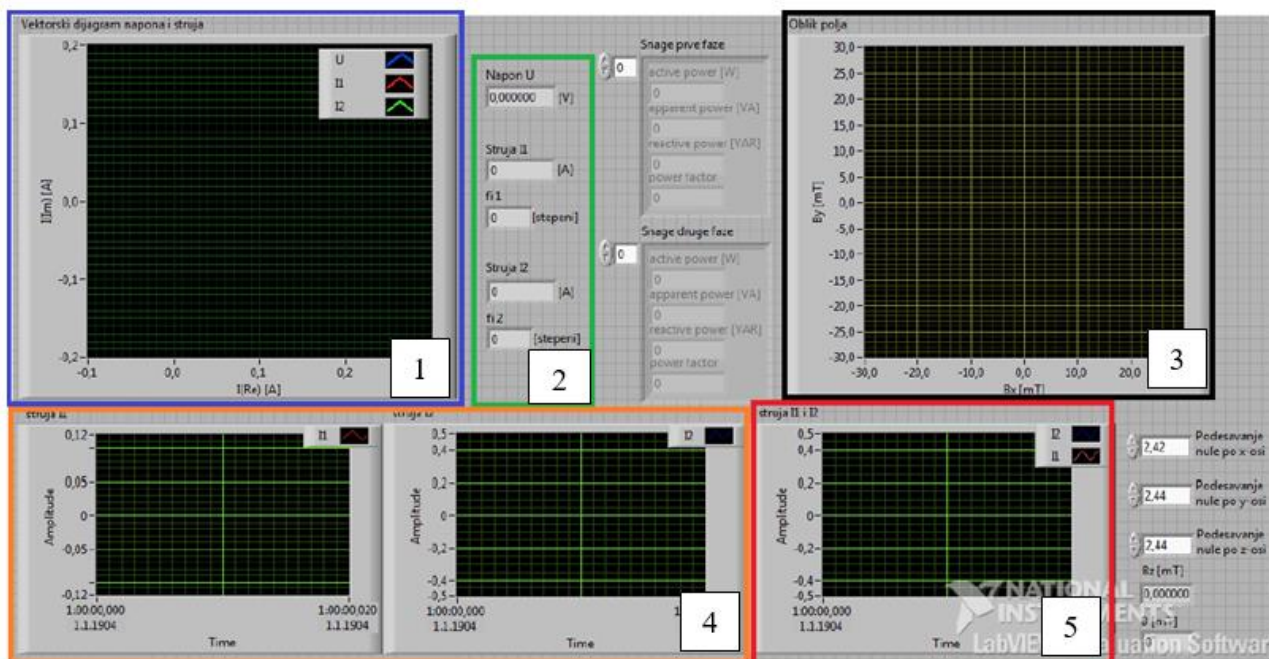 Vektorski dijagram napona i struja
0,2
0,1
0,0
-0,1
-0,2
I(Im) [A]
U
I1
I2
-0,1 0,0 0,1 0,2
I(Re) [A]
1
Napon U
0,000000 [V]
Struja I1
0 [A]
fi 1
0 [stepeni]
Struja I2
0 [A]
fi 2
0 [stepeni]
2
Snage prve faze
0
active power [W]
0
apparent power [VA]
0
reactive power [VAR]
0
power factor
0
Snage druge faze
0
active power [W]
0
apparent power [VA]
0
reactive power [VAR]
0
power factor
0
Oblik polja
30,0
25,0
20,0
15,0
10,0
5,0
0,0
-5,0
-10,0
-15,0
-20,0
-25,0
-30,0
By [mT]
-30,0 -20,0 -10,0 0,0 10,0 20,0
Bx [mT]
3
struja I1
I1
0,12
0,05
0
-0,05
-0,12
Amplitude
1:00:00,000 1:00:00,020
1.1.1904 1.1.1904
Time
struja I2
I2
0,5
0,4
0,2
0
-0,2
-0,4
-0,5
Amplitude
1:00:00,000
1.1.1904
Time
4
struja I1 i I2
I2
I1
0,5
0,4
0,2
0
-0,2
-0,4
-0,5
Amplitude
1:00:00,000
1.1.1904
Time
5
2,42 Podesavanje
nule po x-osi
2,44 Podesavanje
nule po y-osi
2,44 Podesavanje
nule po z-osi
Bz [mT]
0,000000
0
NATIONAL
INSTRUMENTS
Software